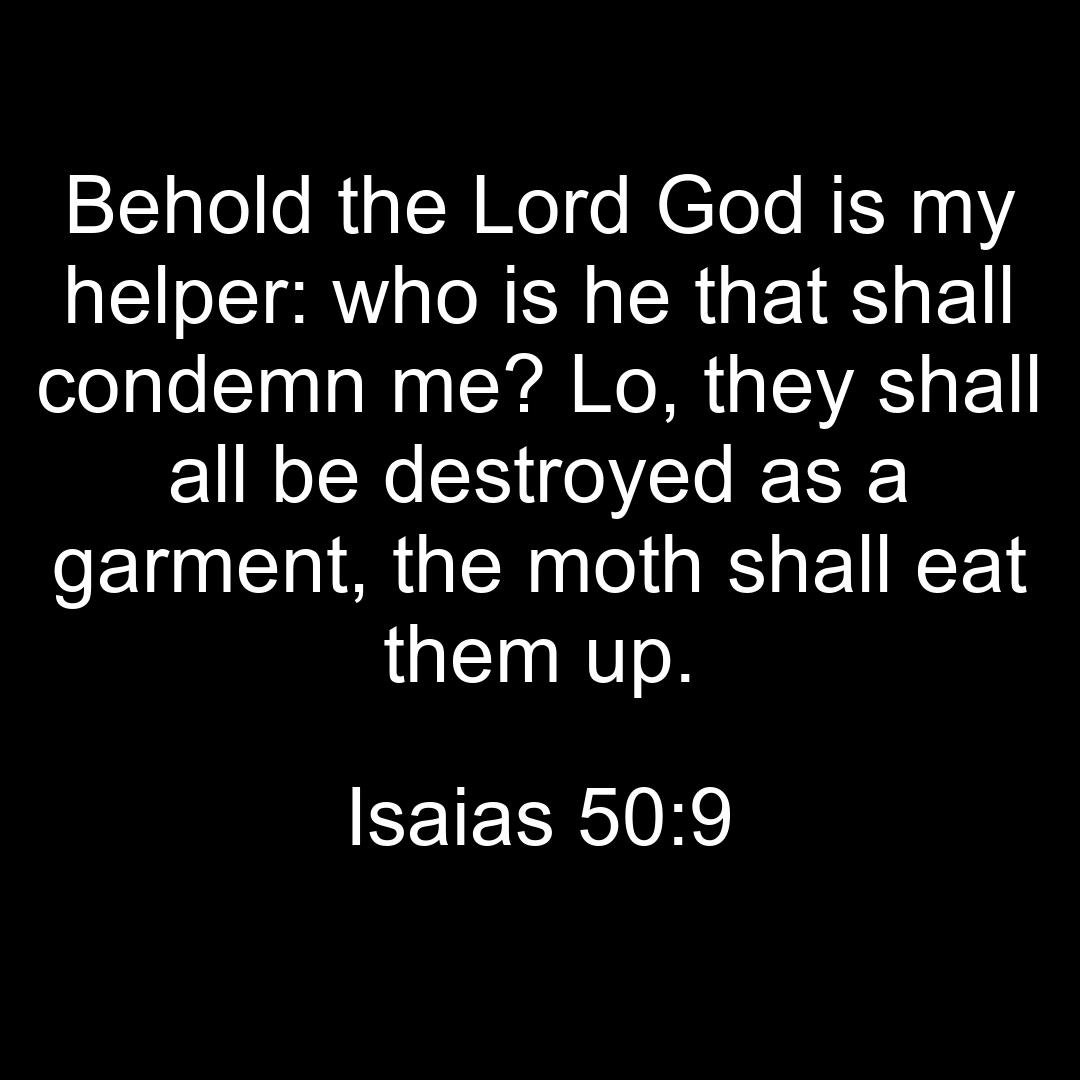 Behold the Lord God is my
helper: who is he that shall
condemn me? Lo, they shall
all be destroyed as a
garment, the moth shall eat
them up.
Isaias 50:9